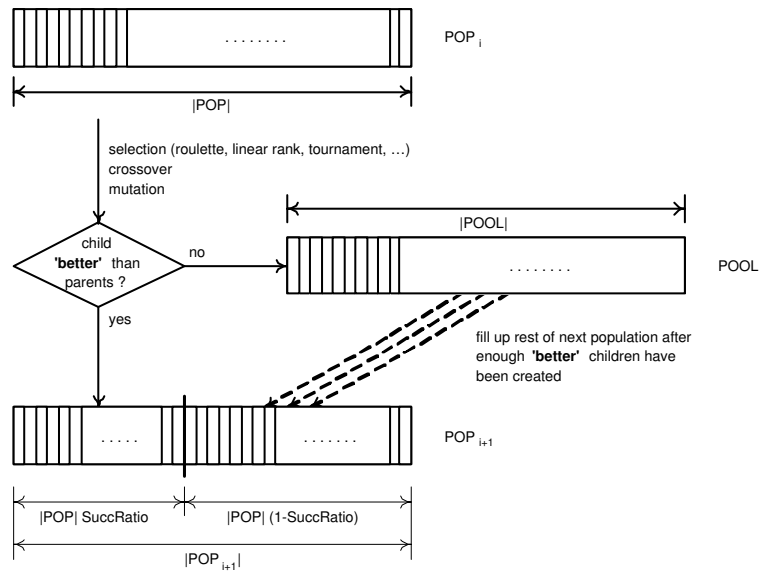 . . . . . . . .
POP i
|POP|
selection (roulette, linear rank, tournament, ...)
crossover
mutation
|POOL|
child
'better' than
parents ?
no
. . . . . . . .
POOL
yes
fill up rest of next population after
enough 'better' children have
been created
. . . . .
. . . . . . .
POP i+1
|POP| SuccRatio
|POP| (1-SuccRatio)
|POP i+1|